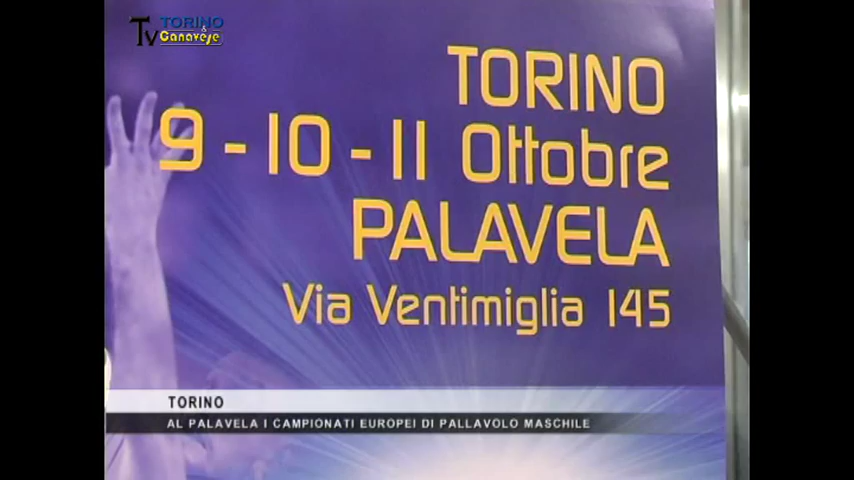 TV TORINO
& Canavese
TORINO
9 - 10 - 11 Ottobre
PALAVELA
Via Ventimiglia 145
TORINO
AL PALAVELA I CAMPIONATI EUROPEI DI PALLAVOLO MASCHILE